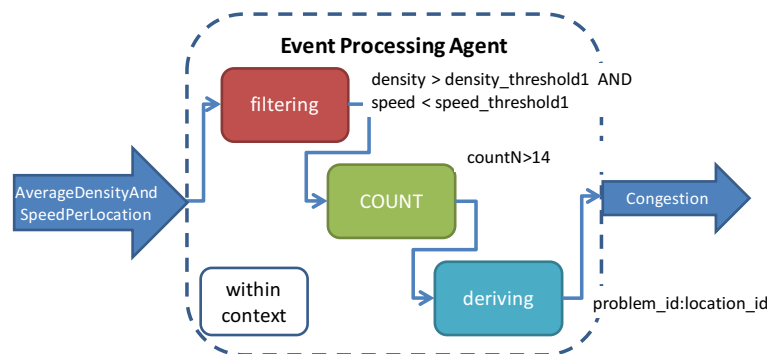 Event Processing Agent
density > density_threshold1 AND
speed < speed_threshold1
filtering
countN>14
AverageDensityAnd
SpeedPerLocation
COUNT
Congestion
within
context
deriving
problem_id:location_id